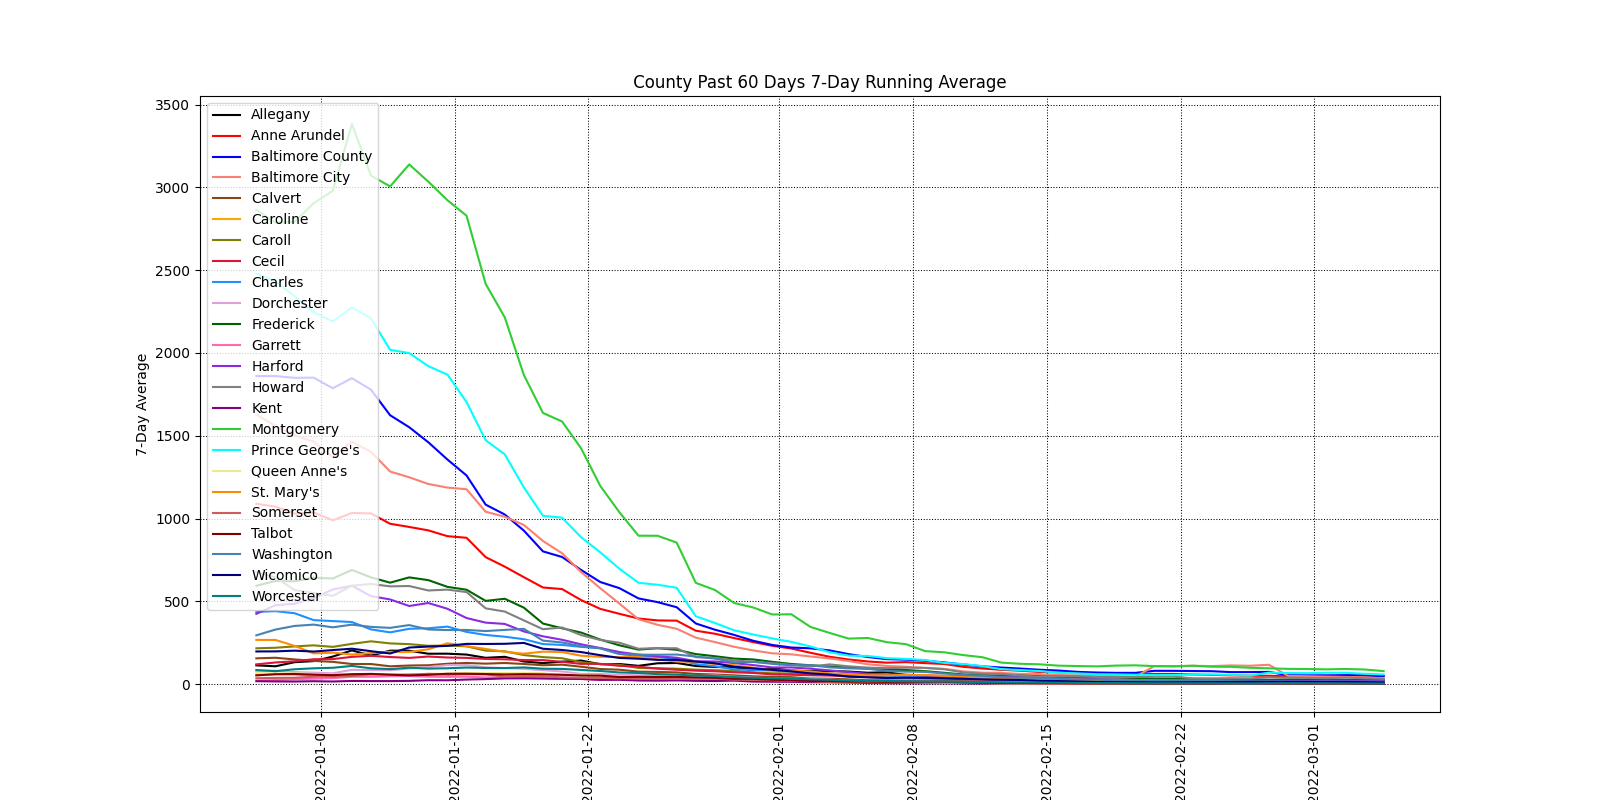 County Past 60 Days 7-Day Running Average
3500
3000
2500
2000
1500
1000
500
0
7-Day Average
Allegany
Anne Arundel
Baltimore County
Baltimore City
Calvert
Caroline
Caroll
Cecil
Charles
Dorchester
Frederick
Garrett
Harford
Howard
Kent
Montgomery
Prince George's
Queen Anne's
St. Mary's
Somerset
Talbot
Washington
Wicomico
Worcester
2022-01-08
2022-01-15
2022-01-22
2022-02-01
2022-02-08
2022-02-15
2022-02-22
2022-03-01